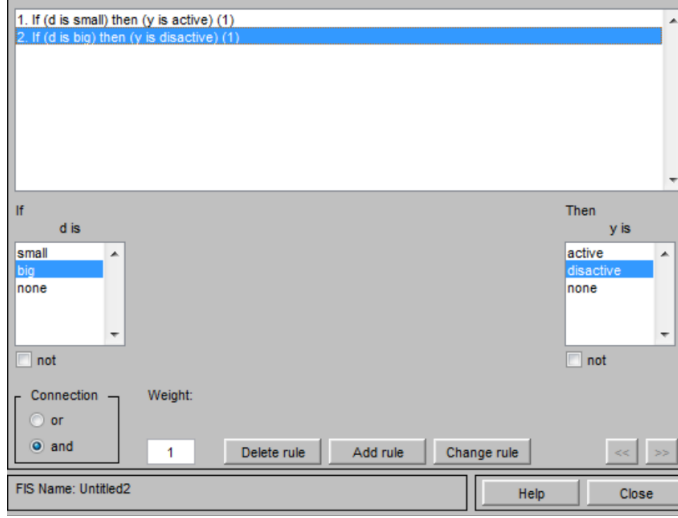 1. If (d is small) then (y is active) (1)
2. If (d is big) then (y is disactive) (1)
If
d is
small
big
none
not
Then
y is
active
disactive
none
not
Connection
or
and
Weight:
1
Delete rule
Add rule
Change rule
<<
>>
FIS Name: Untitled2
Help
Close